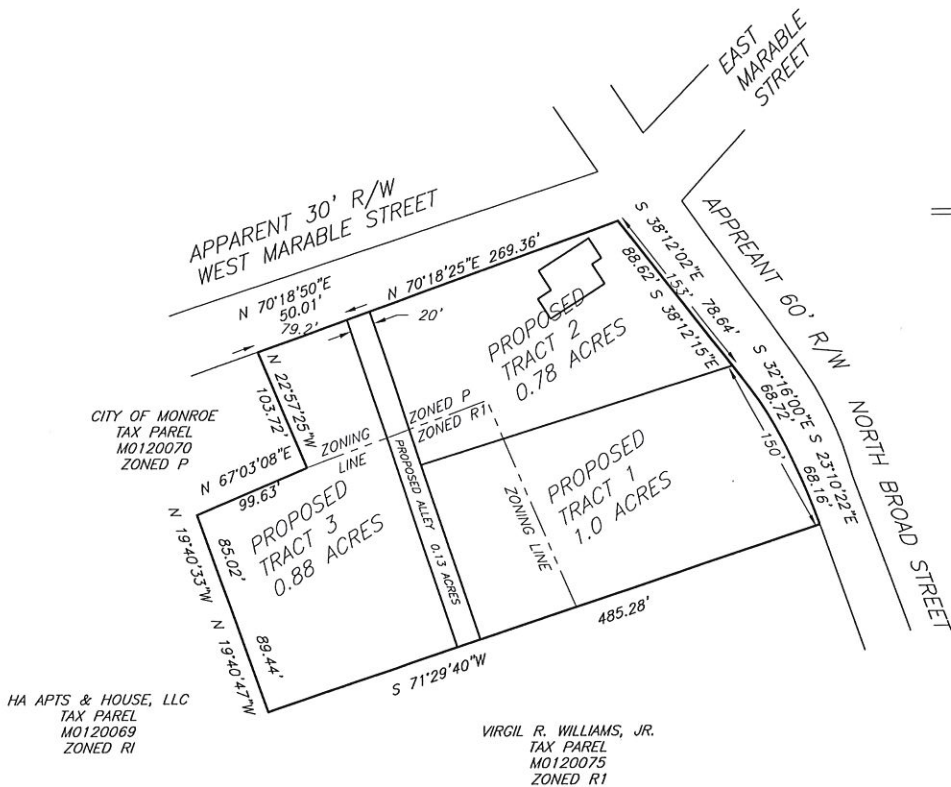 EAST
MARABLE
STREET
APPARENT 30' R/W
WEST MARABLE STREET
N 70°18'50"E
50.01'
79.2'
N 70°18'25"E 269.36'
20'
S 38°12'02"E
153' 78.64'
88.62' S 38°12'15"E
APPREANT 60' R/W
NORTH BROAD STREET
S 32°16'00"E
68.72'
S 23°10'22"E
68.16'
150'
PROPOSED
TRACT 2
0.78 ACRES
N 22°57'25"W
103.72'
CITY OF MONROE
TAX PAREL
M0120070
ZONED P
ZONED P
ZONED R1
ZONING
LINE
N 67°03'08"E
99.63'
PROPOSED
TRACT 3
0.88 ACRES
PROPOSED ALLEY 0.13 ACRES
ZONING LINE
PROPOSED
TRACT 1
1.0 ACRES
N 19°40'33"W
85.02'
N 19°40'47"W
89.44'
485.28'
S 71°29'40"W
HA APTS & HOUSE, LLC
TAX PAREL
M0120069
ZONED RI
VIRGIL R. WILLIAMS, JR.
TAX PAREL
M0120075
ZONED R1